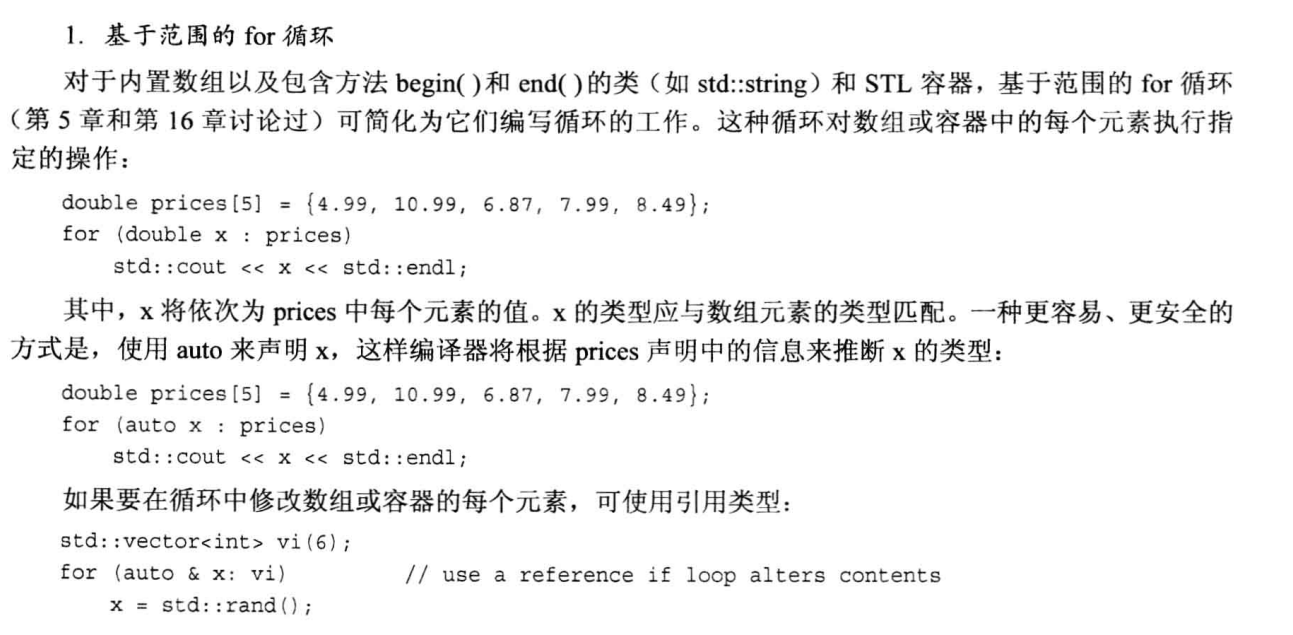 1. 基于范围的 for 循环
对于内置数组以及包含方法 begin( )和 end( )的类（如 std::string）和 STL 容器，基于范围的 for 循环
（第 5 章和第 16 章讨论过）可简化为它们编写循环的工作。这种循环对数组或容器中的每个元素执行指
定的操作：
double prices[5] = {4.99, 10.99, 6.87, 7.99, 8.49};
for (double x : prices)
    std::cout << x << std::endl;
其中，x 将依次为 prices 中每个元素的值。x 的类型应与数组元素的类型匹配。一种更容易、更安全的
方式是，使用 auto 来声明 x，这样编译器将根据 prices 声明中的信息来推断 x 的类型：
double prices[5] = {4.99, 10.99, 6.87, 7.99, 8.49};
for (auto x : prices)
    std::cout << x << std::endl;
如果要在循环中修改数组或容器的每个元素，可使用引用类型：
std::vector<int> vi(6);
for (auto & x: vi)          // use a reference if loop alters contents
    x = std::rand();